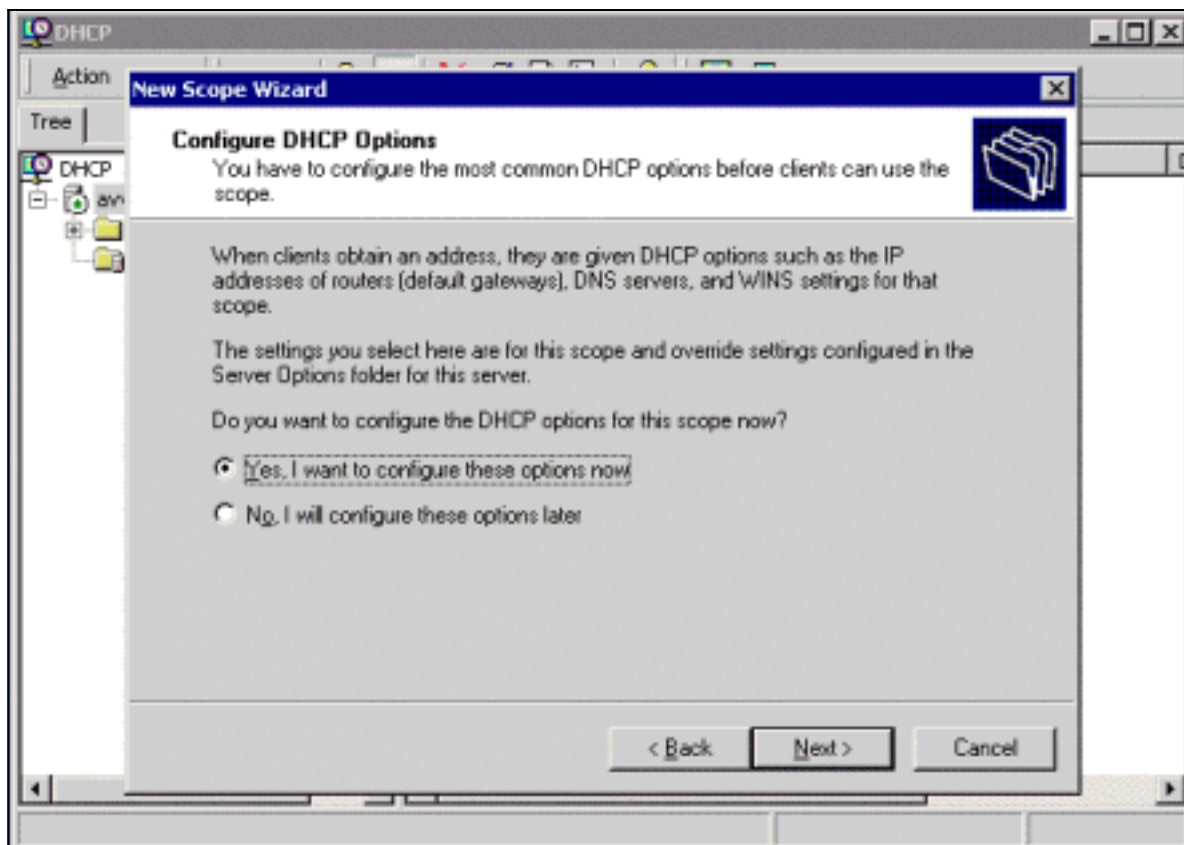 DHCP
Action
Tree
DHCP
New Scope Wizard
Configure DHCP Options
You have to configure the most common DHCP options before clients can use the
scope.
When clients obtain an address, they are given DHCP options such as the IP
addresses of routers (default gateways), DNS servers, and WINS settings for that
scope.
The settings you select here are for this scope and override settings configured in the
Server Options folder for this server.
Do you want to configure the DHCP options for this scope now?
Yes, I want to configure these options now
No, I will configure these options later
< Back
Next >
Cancel